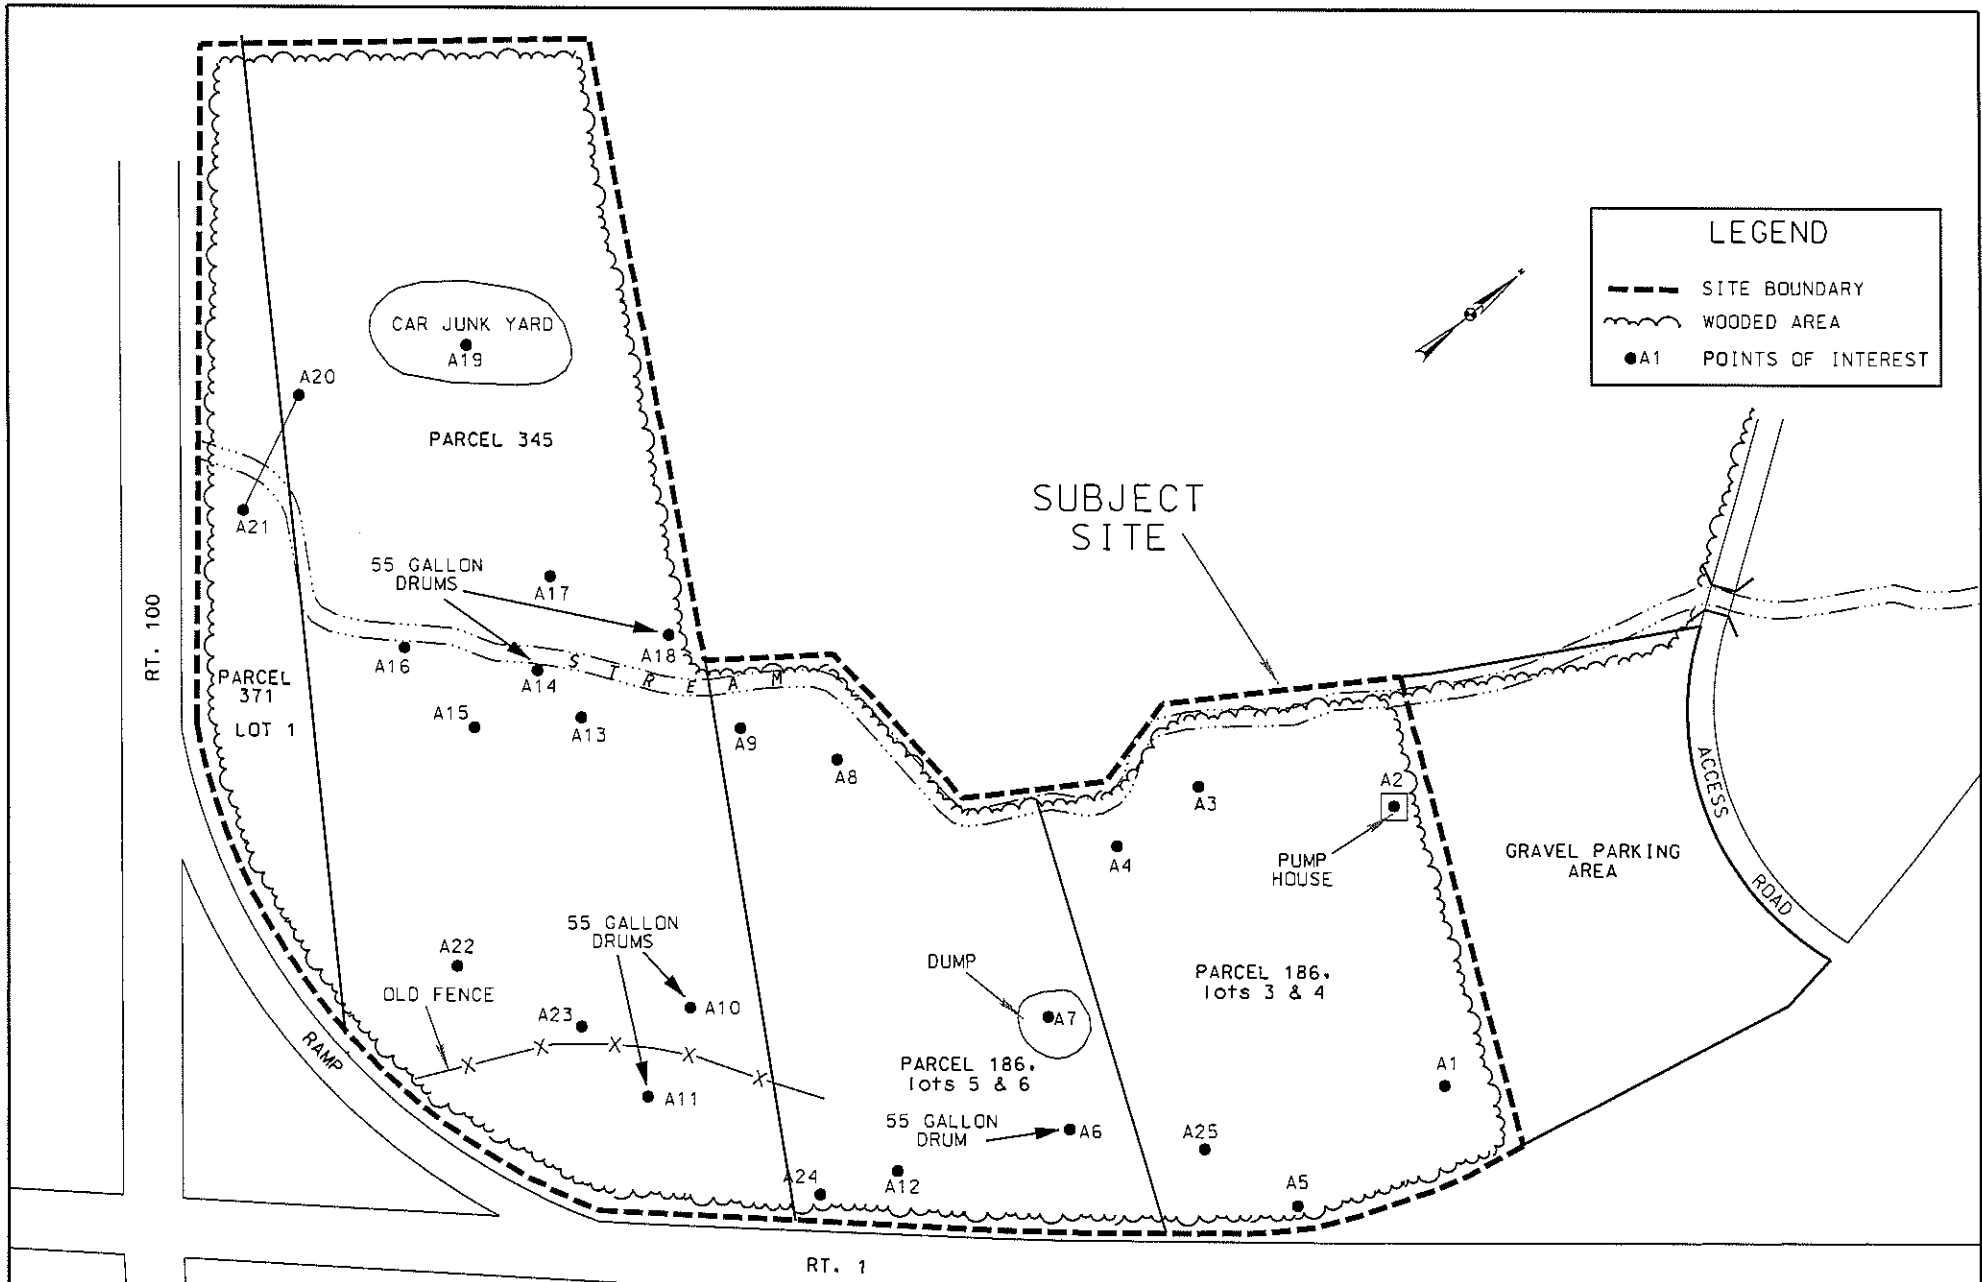 LEGEND
SITE BOUNDARY
WOODED AREA
A1 POINTS OF INTEREST
CAR JUNK YARD
A19
A20
PARCEL 345
A21
SUBJECT
SITE
55 GALLON
DRUMS
A17
RT. 100
A18
A16
A14
STREAM
PARCEL
371
LOT 1
A15
A13
A9
A8
A3
A2
A4
PUMP
HOUSE
GRAVEL PARKING
AREA
ACCESS
ROAD
A22
OLD FENCE
55 GALLON
DRUMS
A10
A23
DUMP
A7
PARCEL 186,
lots 3 & 4
RAMP
X X X X X
A11
PARCEL 186,
lots 5 & 6
A1
55 GALLON
DRUM
A6
A25
A24
A12
A5
RT. 1